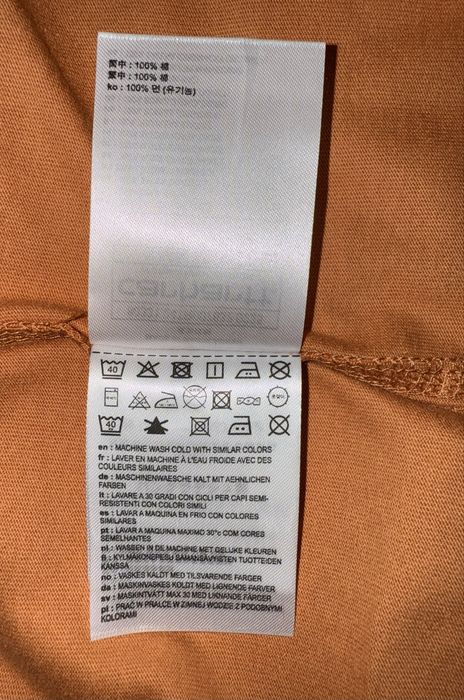 简中 : 100% 棉
繁中 : 100% 棉
ko : 100% 면 (유기농)
carhartt
40
40
en : MACHINE WASH COLD WITH SIMILAR COLORS
fr : LAVER EN MACHINE À L'EAU FROIDE AVEC DES
COULEURS SIMILAIRES
de : MASCHINENWAESCHE KALT MIT AEHNLICHEN
FARBEN
it : LAVARE A 30 GRADI CON CICLI PER CAPI SEMI-
RESISTENTI CON COLORI SIMILI
es : LAVAR A MAQUINA EN FRIO CON COLORES
SIMILARES
pt : LAVAR A MAQUINA MAXIMO 30°C COM CORES
SEMELHANTES
nl : WASSEN IN DE MACHINE MET GELIJKE KLEUREN
fi : KYLMÄKONEPESU SAMANSÄVYISTEN TUOTTEIDEN
KANSSA
no : VASKES KALDT MED TILSVARENDE FARGER
da : MASKINVASKES KOLDT MED LIGNENDE FARVER
sv : MASKINTVÄTT MAX 30 MED LIKNANDE FÄRGER
pl : PRAĆ W PRALCE W ZIMNEJ WODZIE Z PODOBNYMI
KOLORAMI